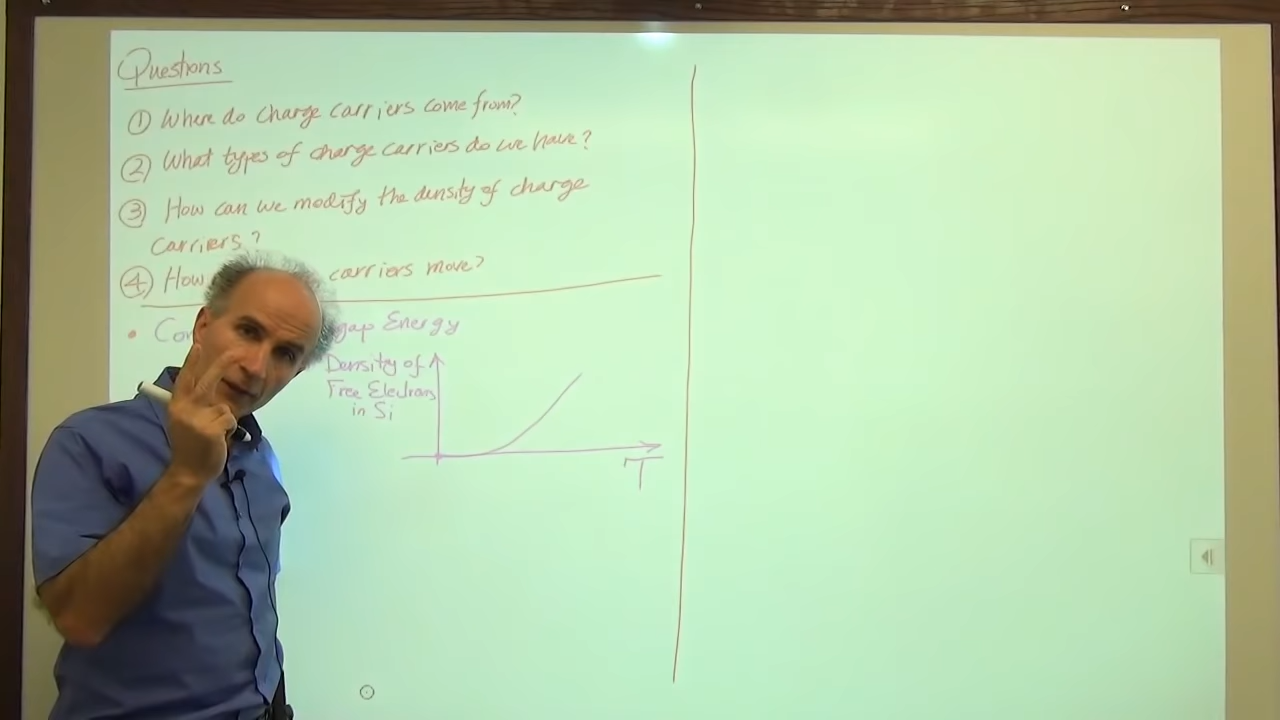 Questions
① Where do charge carriers come from?
② What types of charge carriers do we have?
③ How can we modify the density of charge
carriers?
④ How carriers move?
• gap Energy
Density of
Free Electrons
in Si
T